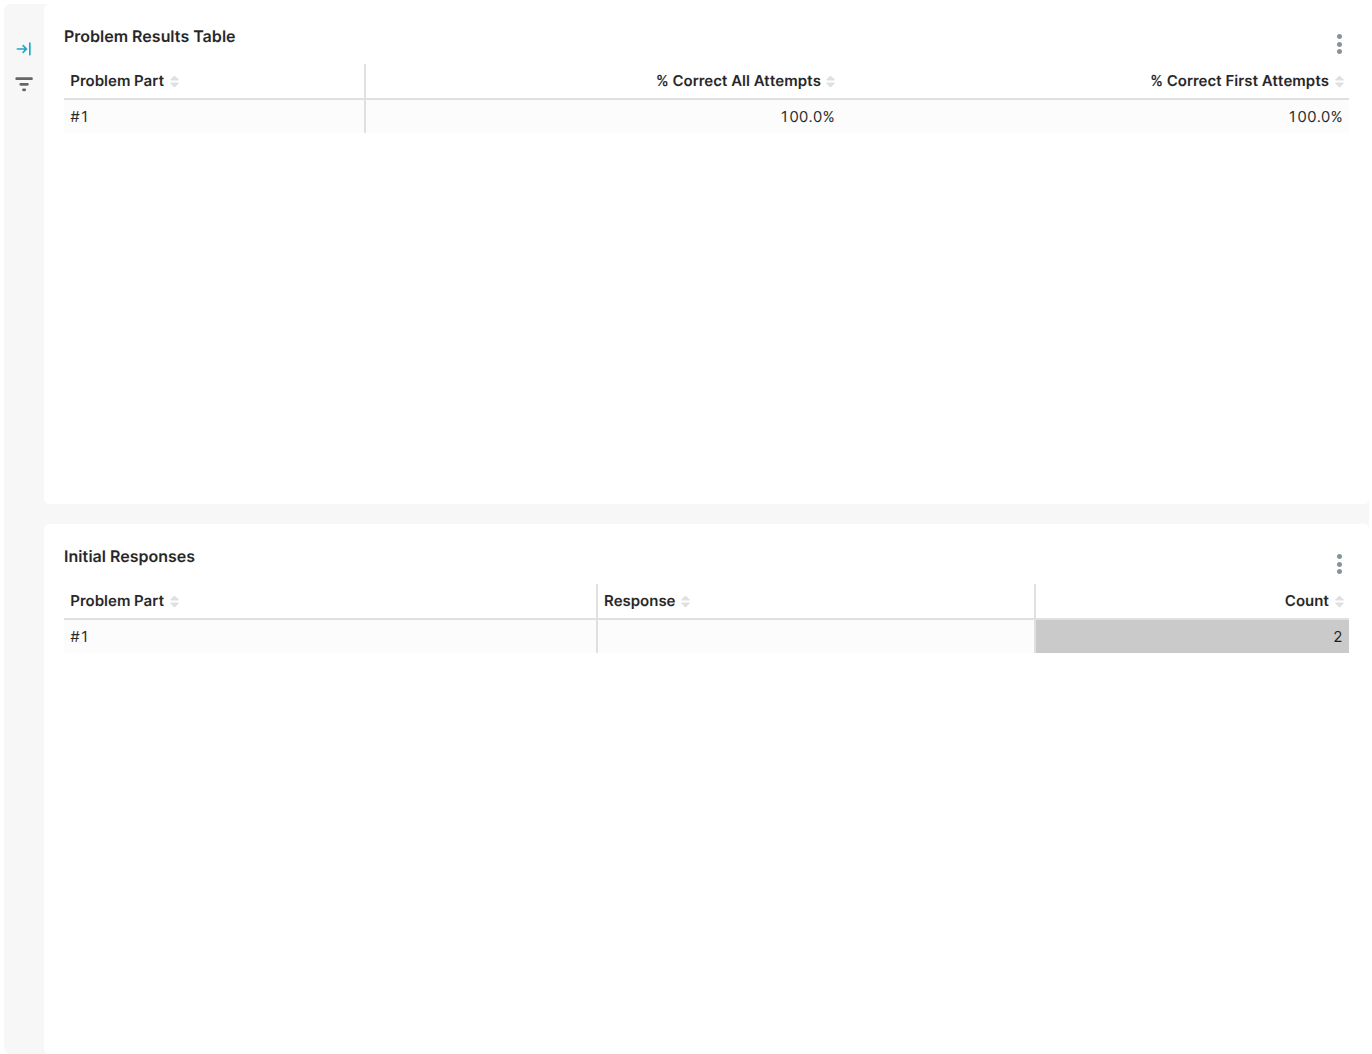 Problem Results Table
Problem Part % Correct All Attempts % Correct First Attempts
#1 100.0% 100.0%
Initial Responses
Problem Part Response Count
#1 2